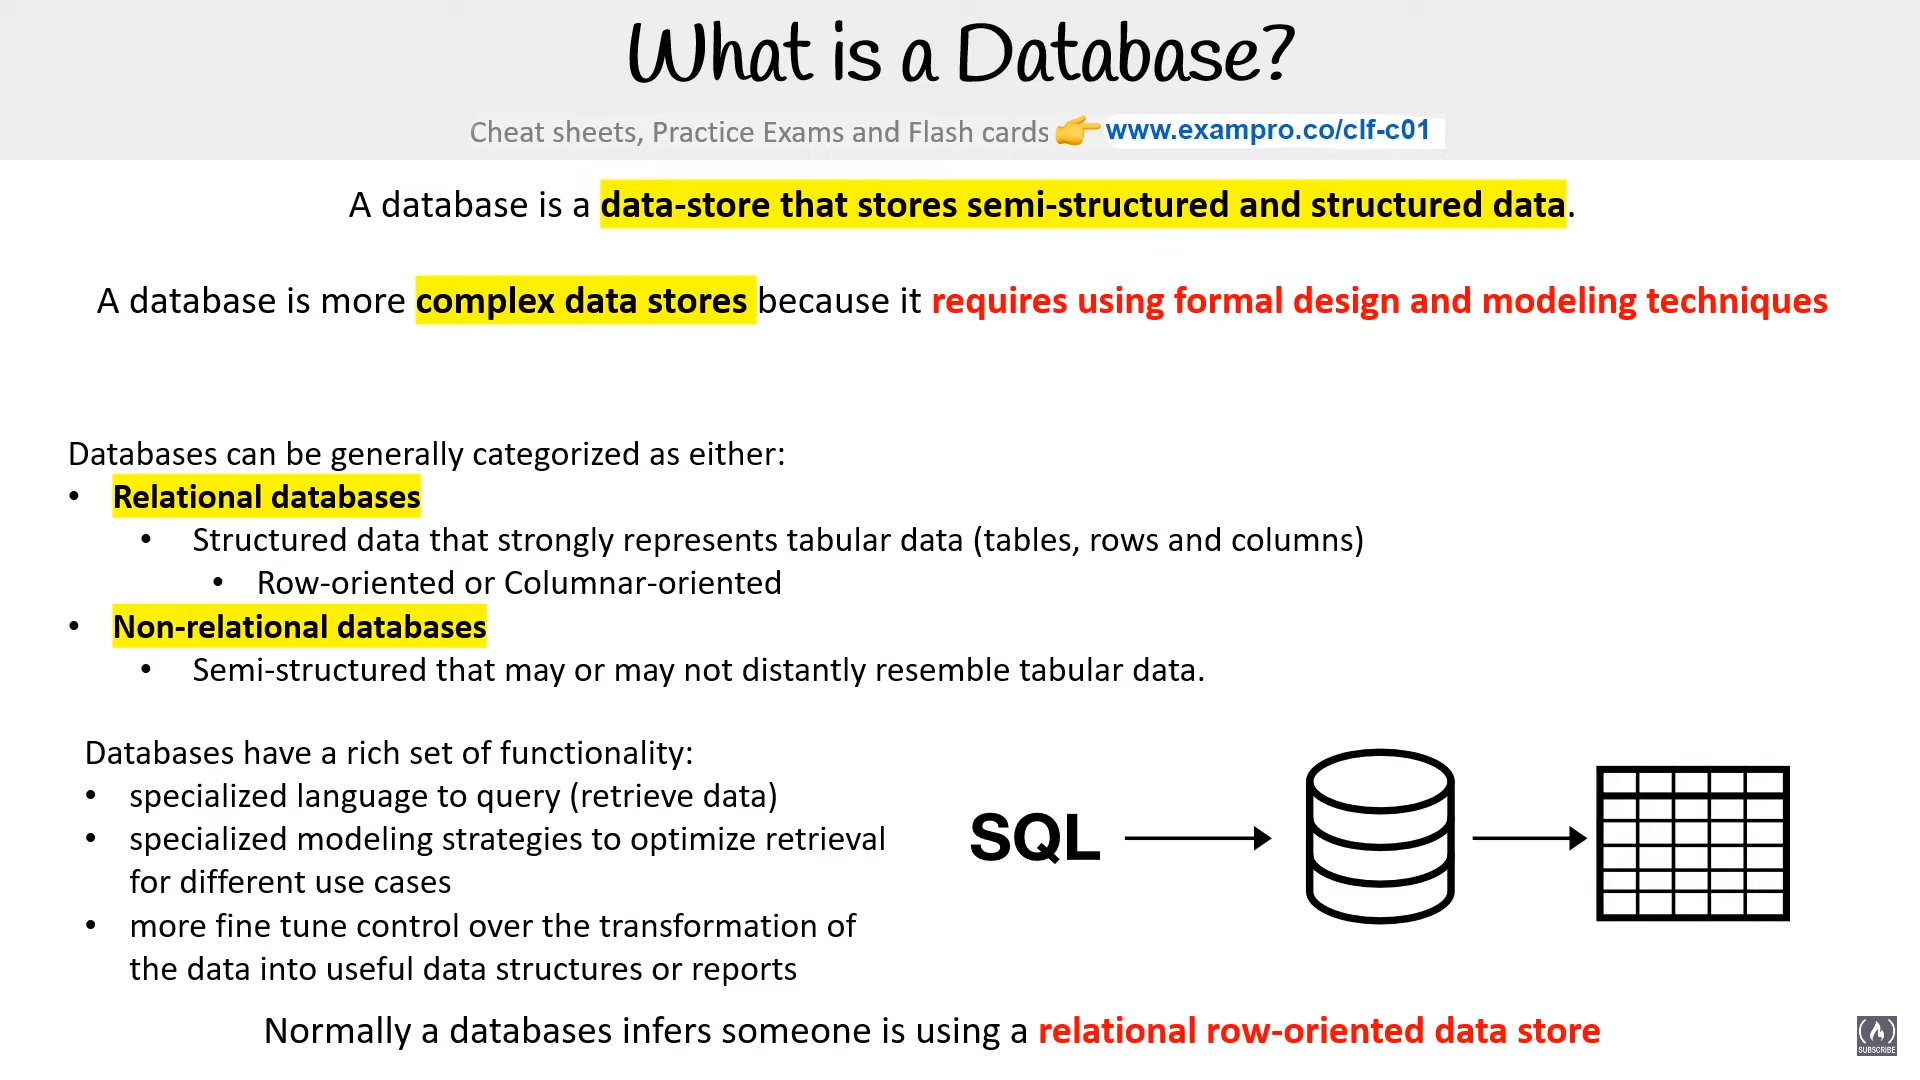 What is a Database?
Cheat sheets, Practice Exams and Flash cards 👉 www.exampro.co/clf-c01
A database is a data-store that stores semi-structured and structured data.
A database is more complex data stores because it requires using formal design and modeling techniques
Databases can be generally categorized as either:
• Relational databases
• Structured data that strongly represents tabular data (tables, rows and columns)
• Row-oriented or Columnar-oriented
• Non-relational databases
• Semi-structured that may or may not distantly resemble tabular data.
Databases have a rich set of functionality:
• specialized language to query (retrieve data)
• specialized modeling strategies to optimize retrieval
for different use cases
• more fine tune control over the transformation of
the data into useful data structures or reports
SQL
Normally a databases infers someone is using a relational row-oriented data store
SUBSCRIBE